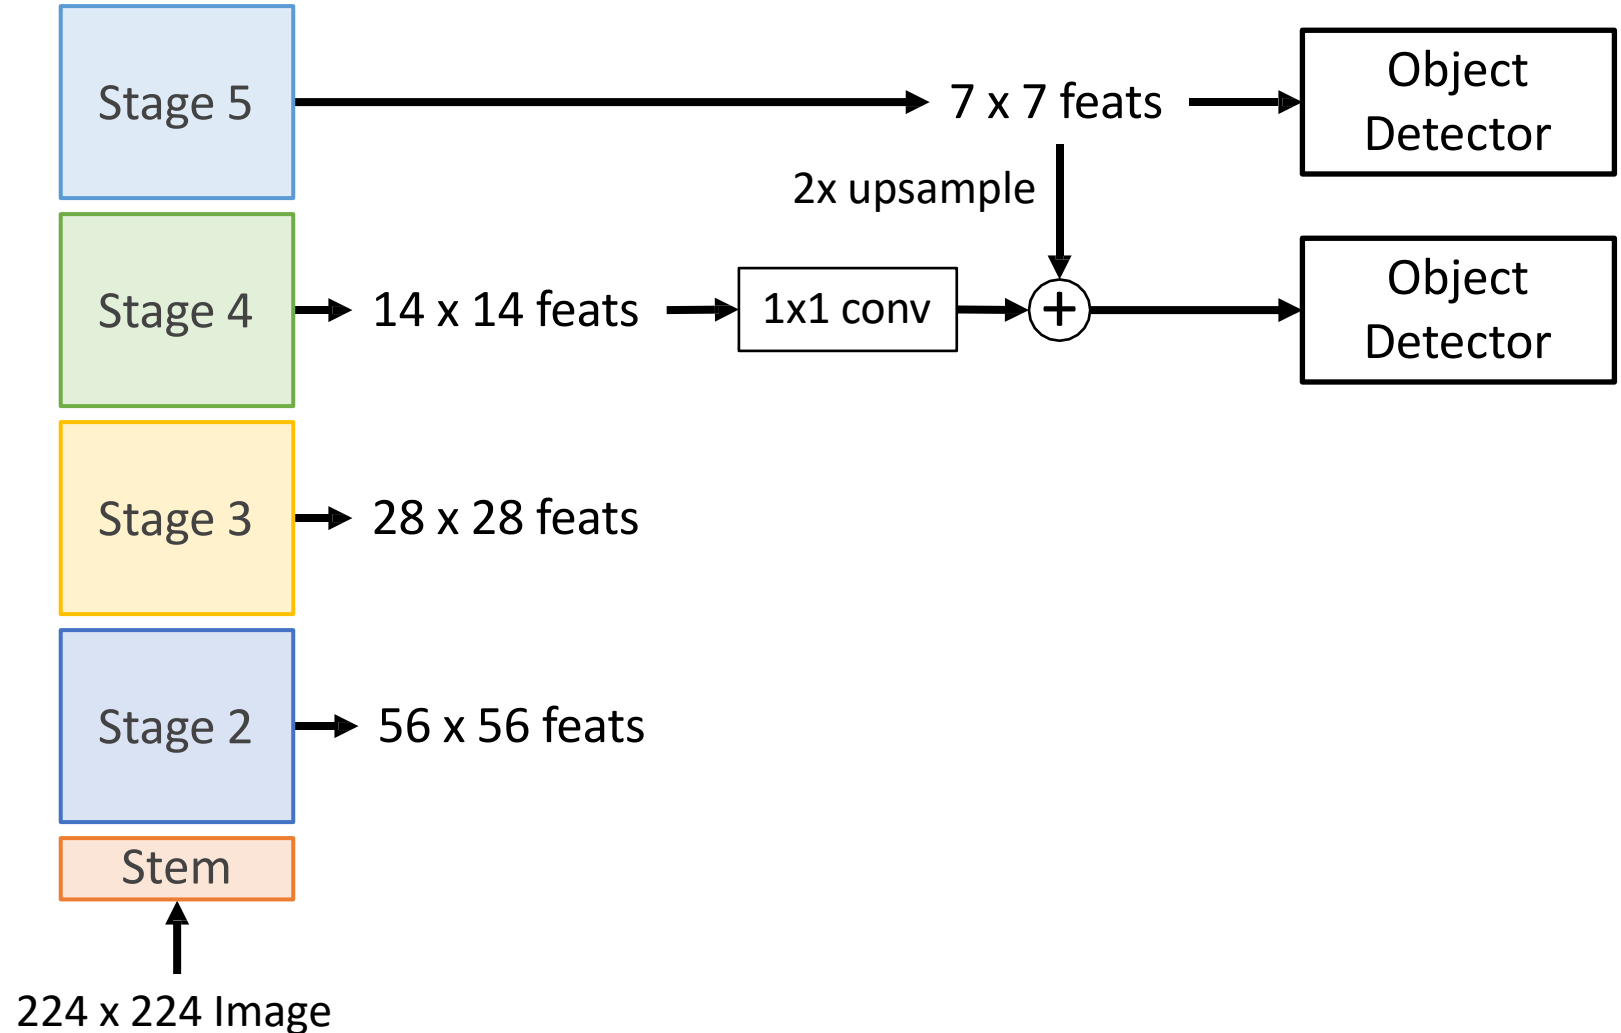 Stage 5
7 x 7 feats
Object
Detector
2x upsample
Stage 4
14 x 14 feats
1x1 conv
+
Object
Detector
Stage 3
28 x 28 feats
Stage 2
56 x 56 feats
Stem
224 x 224 Image